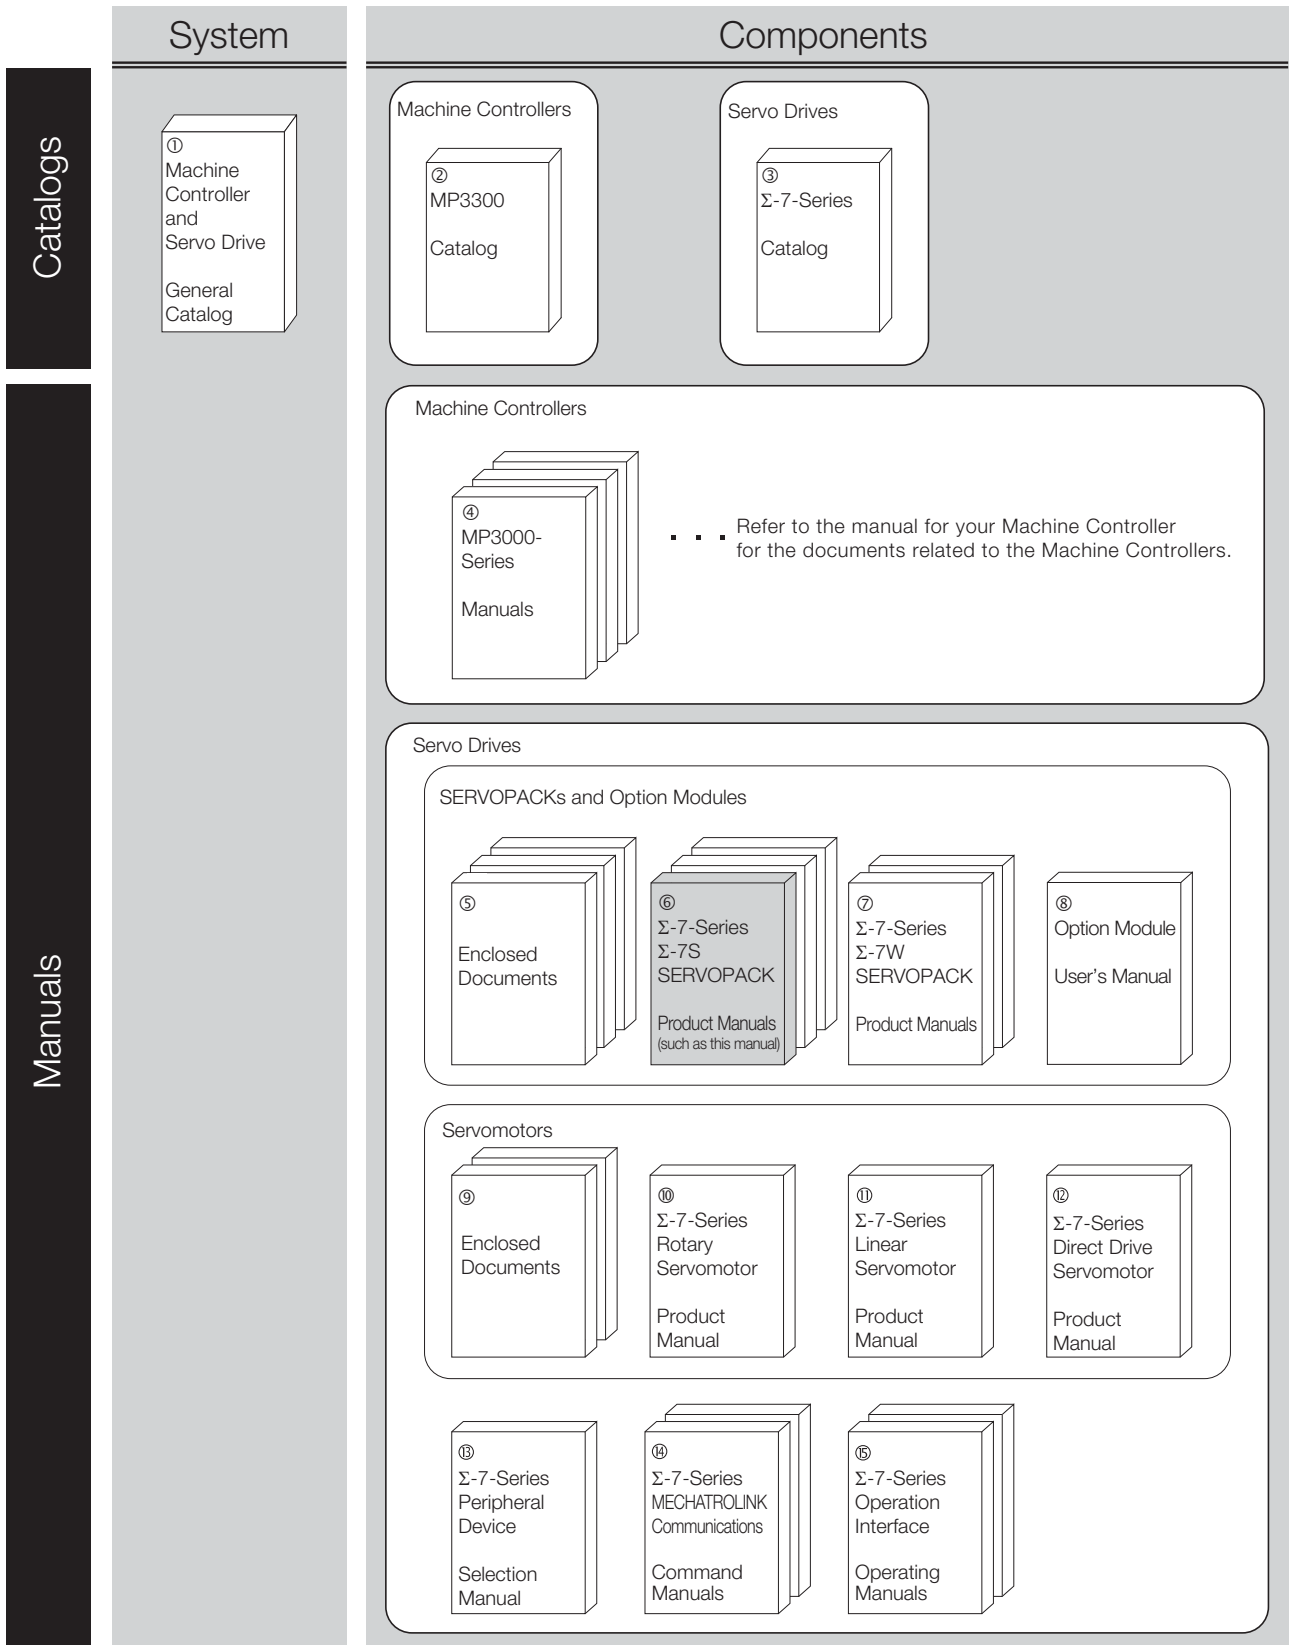 System
Components
Catalogs
①
Machine
Controller
and
Servo Drive
General
Catalog
Machine Controllers
②
MP3300
Catalog
Servo Drives
③
Σ-7-Series
Catalog
Manuals
Machine Controllers
④
MP3000-
Series
Manuals
Refer to the manual for your Machine Controller
for the documents related to the Machine Controllers.
Servo Drives
SERVOPACKs and Option Modules
⑤
Enclosed
Documents
⑥
Σ-7-Series
Σ-7S
SERVOPACK
Product Manuals
(such as this manual)
⑦
Σ-7-Series
Σ-7W
SERVOPACK
Product Manuals
⑧
Option Module
User's Manual
Servomotors
⑨
Enclosed
Documents
⑩
Σ-7-Series
Rotary
Servomotor
Product
Manual
⑪
Σ-7-Series
Linear
Servomotor
Product
Manual
⑫
Σ-7-Series
Direct Drive
Servomotor
Product
Manual
⑬
Σ-7-Series
Peripheral
Device
Selection
Manual
⑭
Σ-7-Series
MECHATROLINK
Communications
Command
Manuals
⑮
Σ-7-Series
Operation
Interface
Operating
Manuals